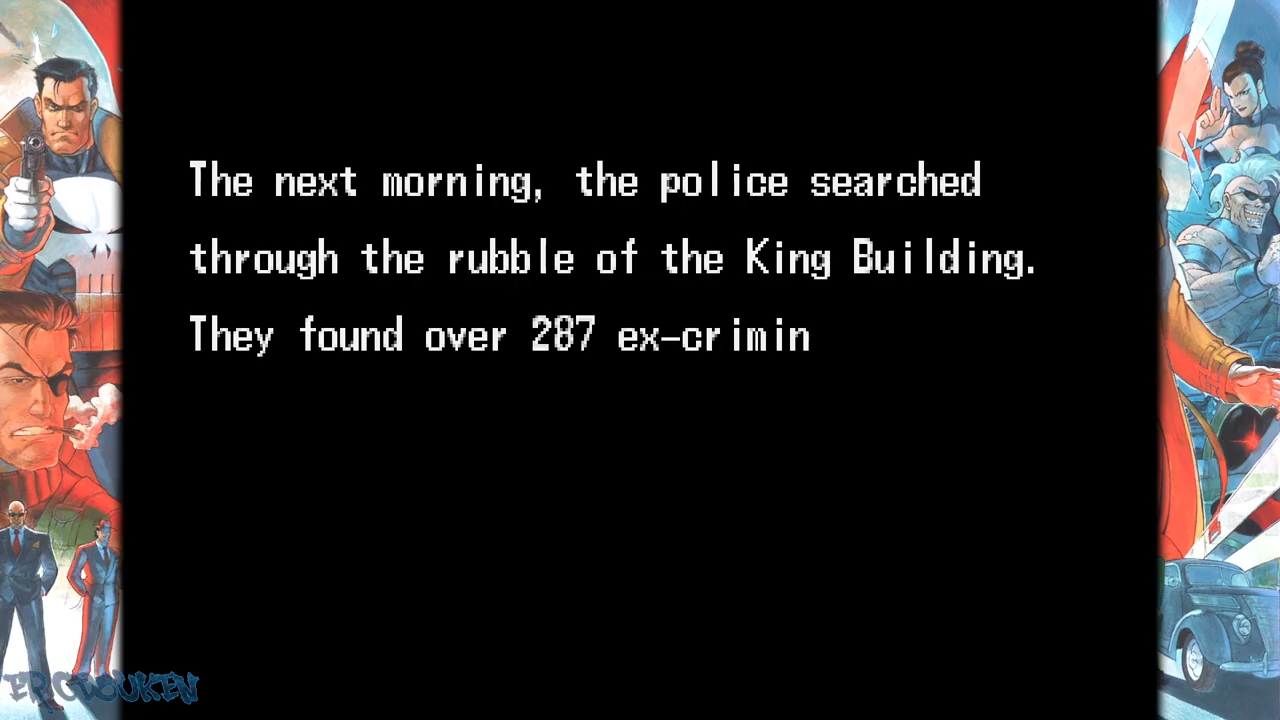 The next morning, the police searched
through the rubble of the King Building.
They found over 287 ex-crimin